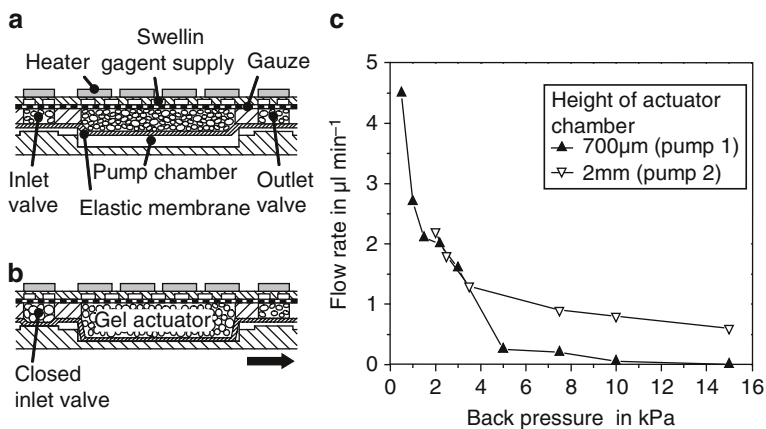 a
Swellin
Heater
gagent supply
Gauze
Inlet
valve
Pump chamber
Elastic membrane
Outlet
valve
b
Gel actuator
Closed
inlet valve
c
5
4
3
2
1
0
Flow rate in µl min⁻¹
Height of actuator
chamber
700µm (pump 1)
2mm (pump 2)
0 2 4 6 8 10 12 14 16
Back pressure in kPa